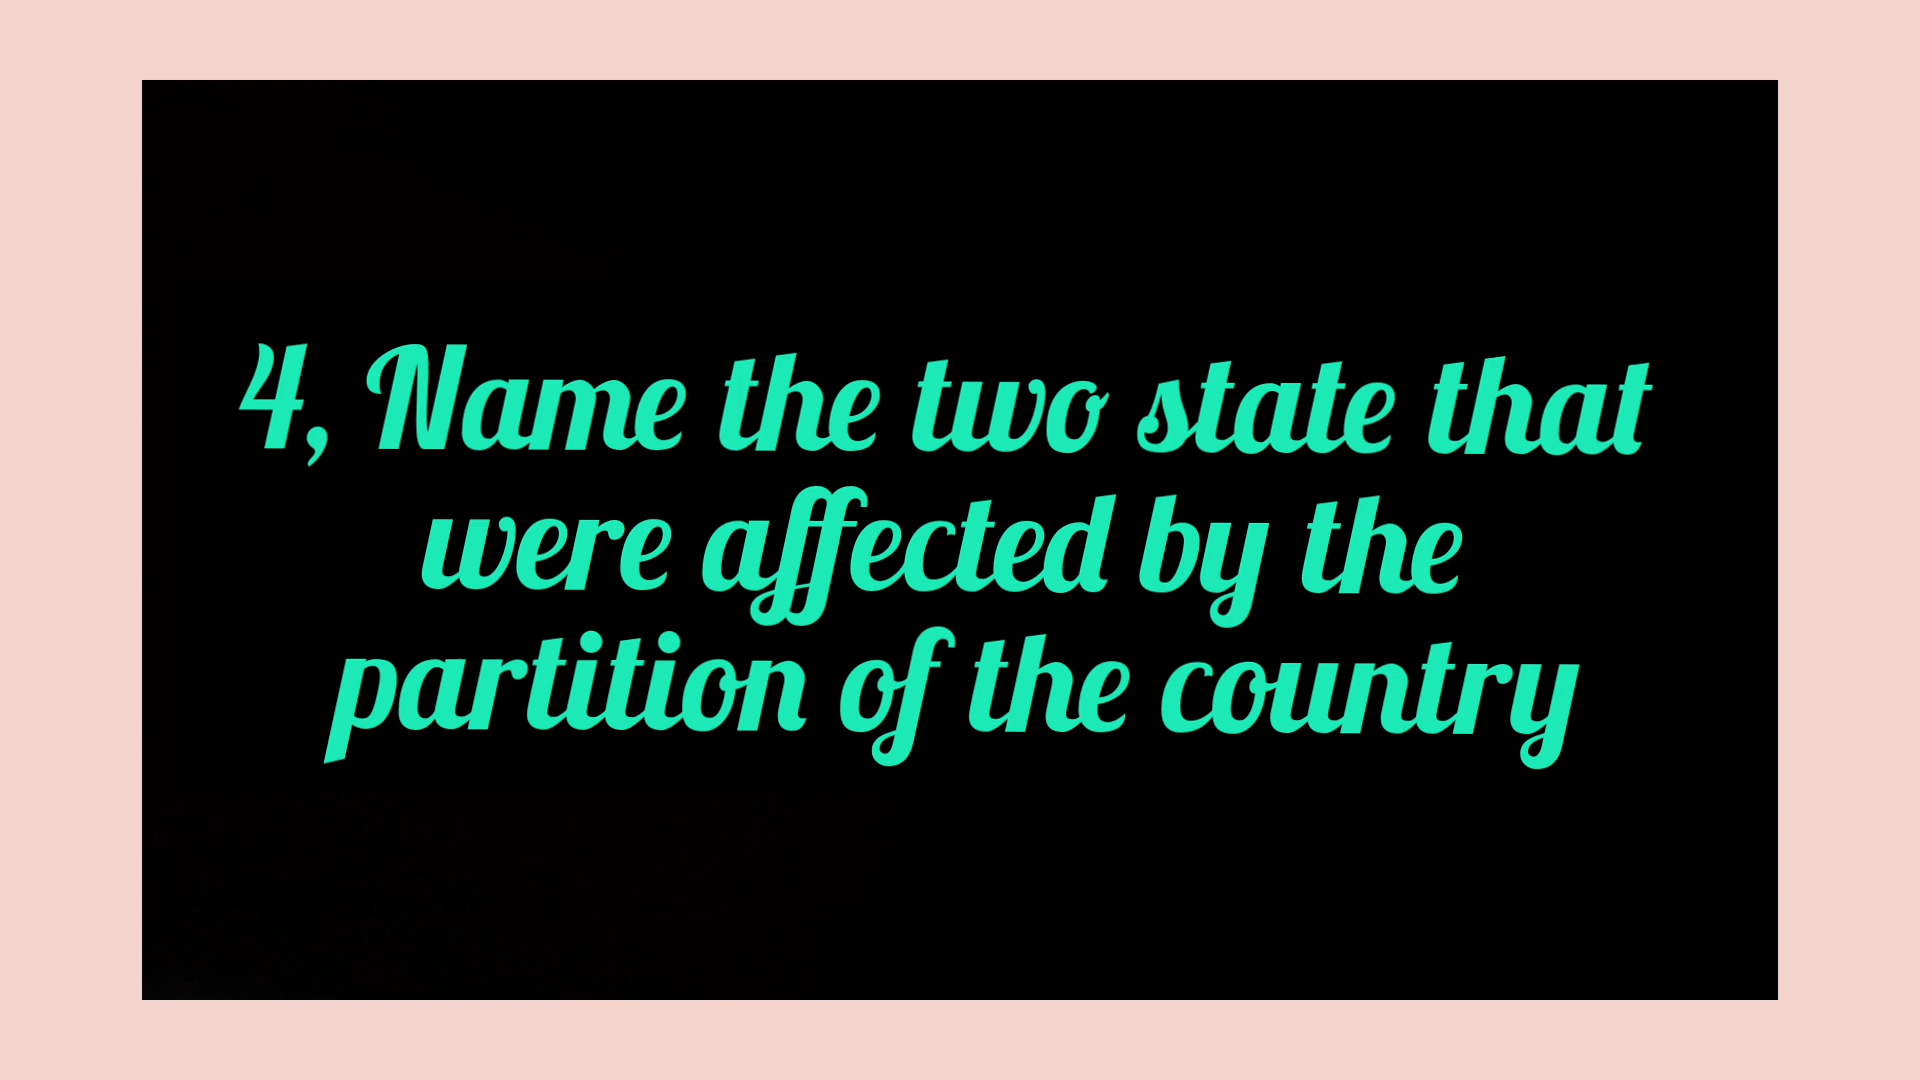 4, Name the two state that
were affected by the
partition of the country